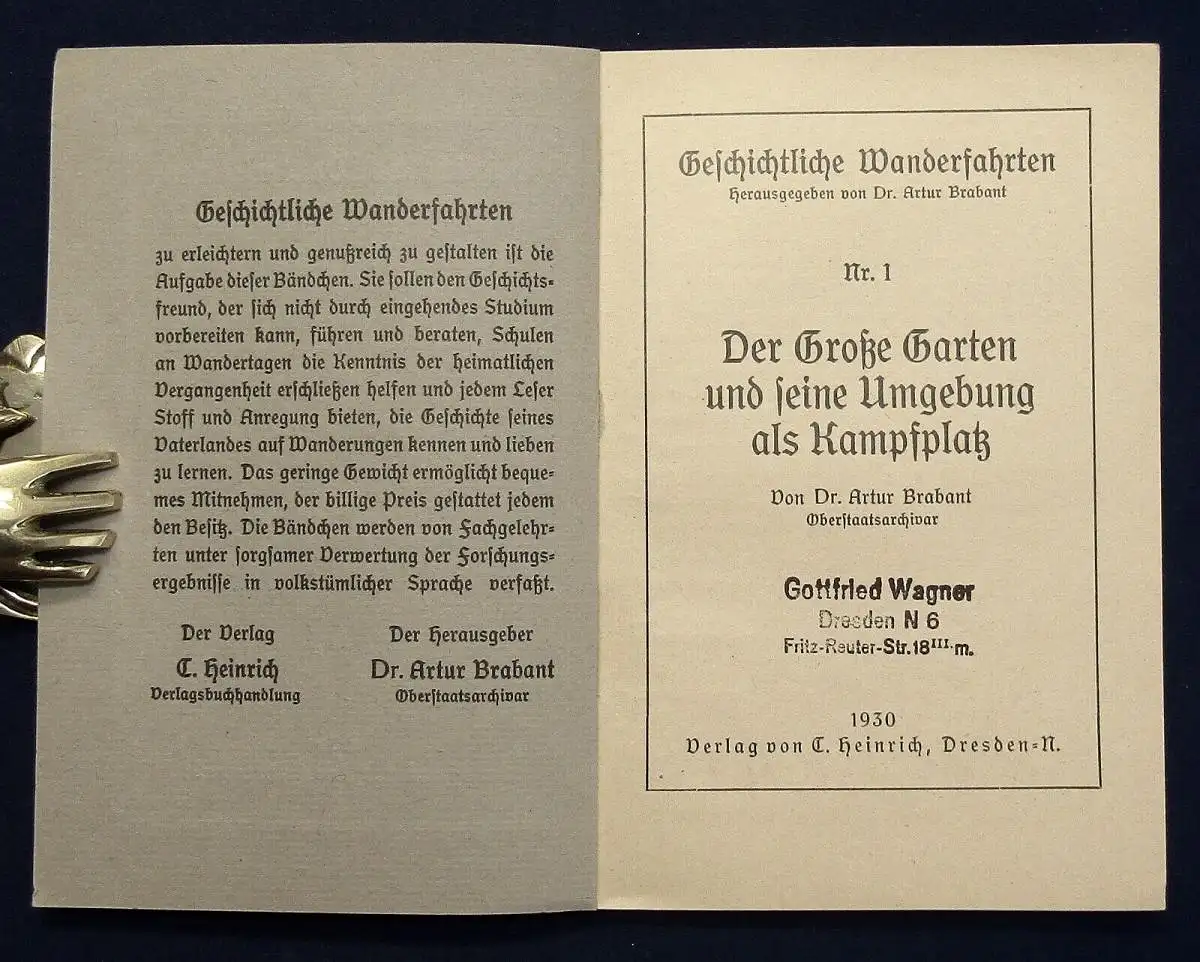 Geschichtliche Wanderfahrten
zu erleichtern und genußreich zu gestalten ist die
Aufgabe dieser Bändchen. Sie sollen den Geschichts-
freund, der sich nicht durch eingehendes Studium
vorbereiten kann, führen und beraten, Schulen
an Wandertagen die Kenntnis der heimatlichen
Vergangenheit erschließen helfen und jedem Leser
Stoff und Anregung bieten, die Geschichte seines
Vaterlandes auf Wanderungen kennen und lieben
zu lernen. Das geringe Gewicht ermöglicht beque-
mes Mitnehmen, der billige Preis gestattet jedem
den Besitz. Die Bändchen werden von Fachgelehr-
ten unter sorgsamer Verwertung der Forschungs-
ergebnisse in volkstümlicher Sprache verfaßt.
Der Verlag
C. Heinrich
Verlagsbuchhandlung
Der Herausgeber
Dr. Artur Brabant
Oberstaatsarchivar
Geschichtliche Wanderfahrten
Herausgegeben von Dr. Artur Brabant
Nr. 1
Der Große Garten
und seine Umgebung
als Kampfplatz
Von Dr. Artur Brabant
Oberstaatsarchivar
Gottfried Wagner
Dresden N 6
Fritz-Reuter-Str. 18III. m.
1930
Verlag von C. Heinrich, Dresden-N.